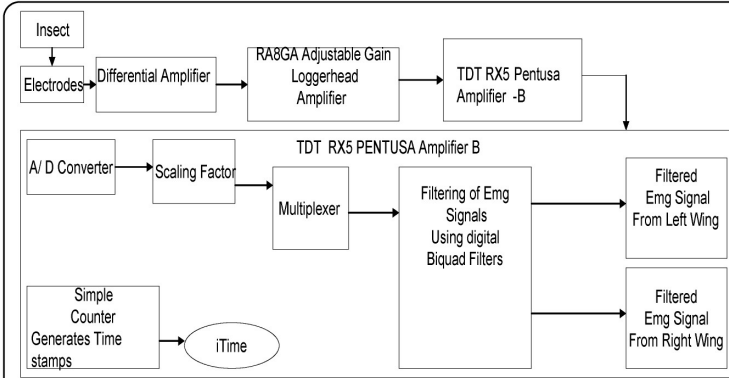 Insect
Electrodes
Differential Amplifier
RA8GA Adjustable Gain
Loggerhead
Amplifier
TDT RX5 Pentusa
Amplifier -B
TDT RX5 PENTUSA Amplifier B
A/ D Converter
Scaling Factor
Multiplexer
Filtering of Emg
Signals
Using digital
Biquad Filters
Filtered
Emg Signal
From Left Wing
Simple
Counter
Generates Time
stamps
iTime
Filtered
Emg Signal
From Right Wing